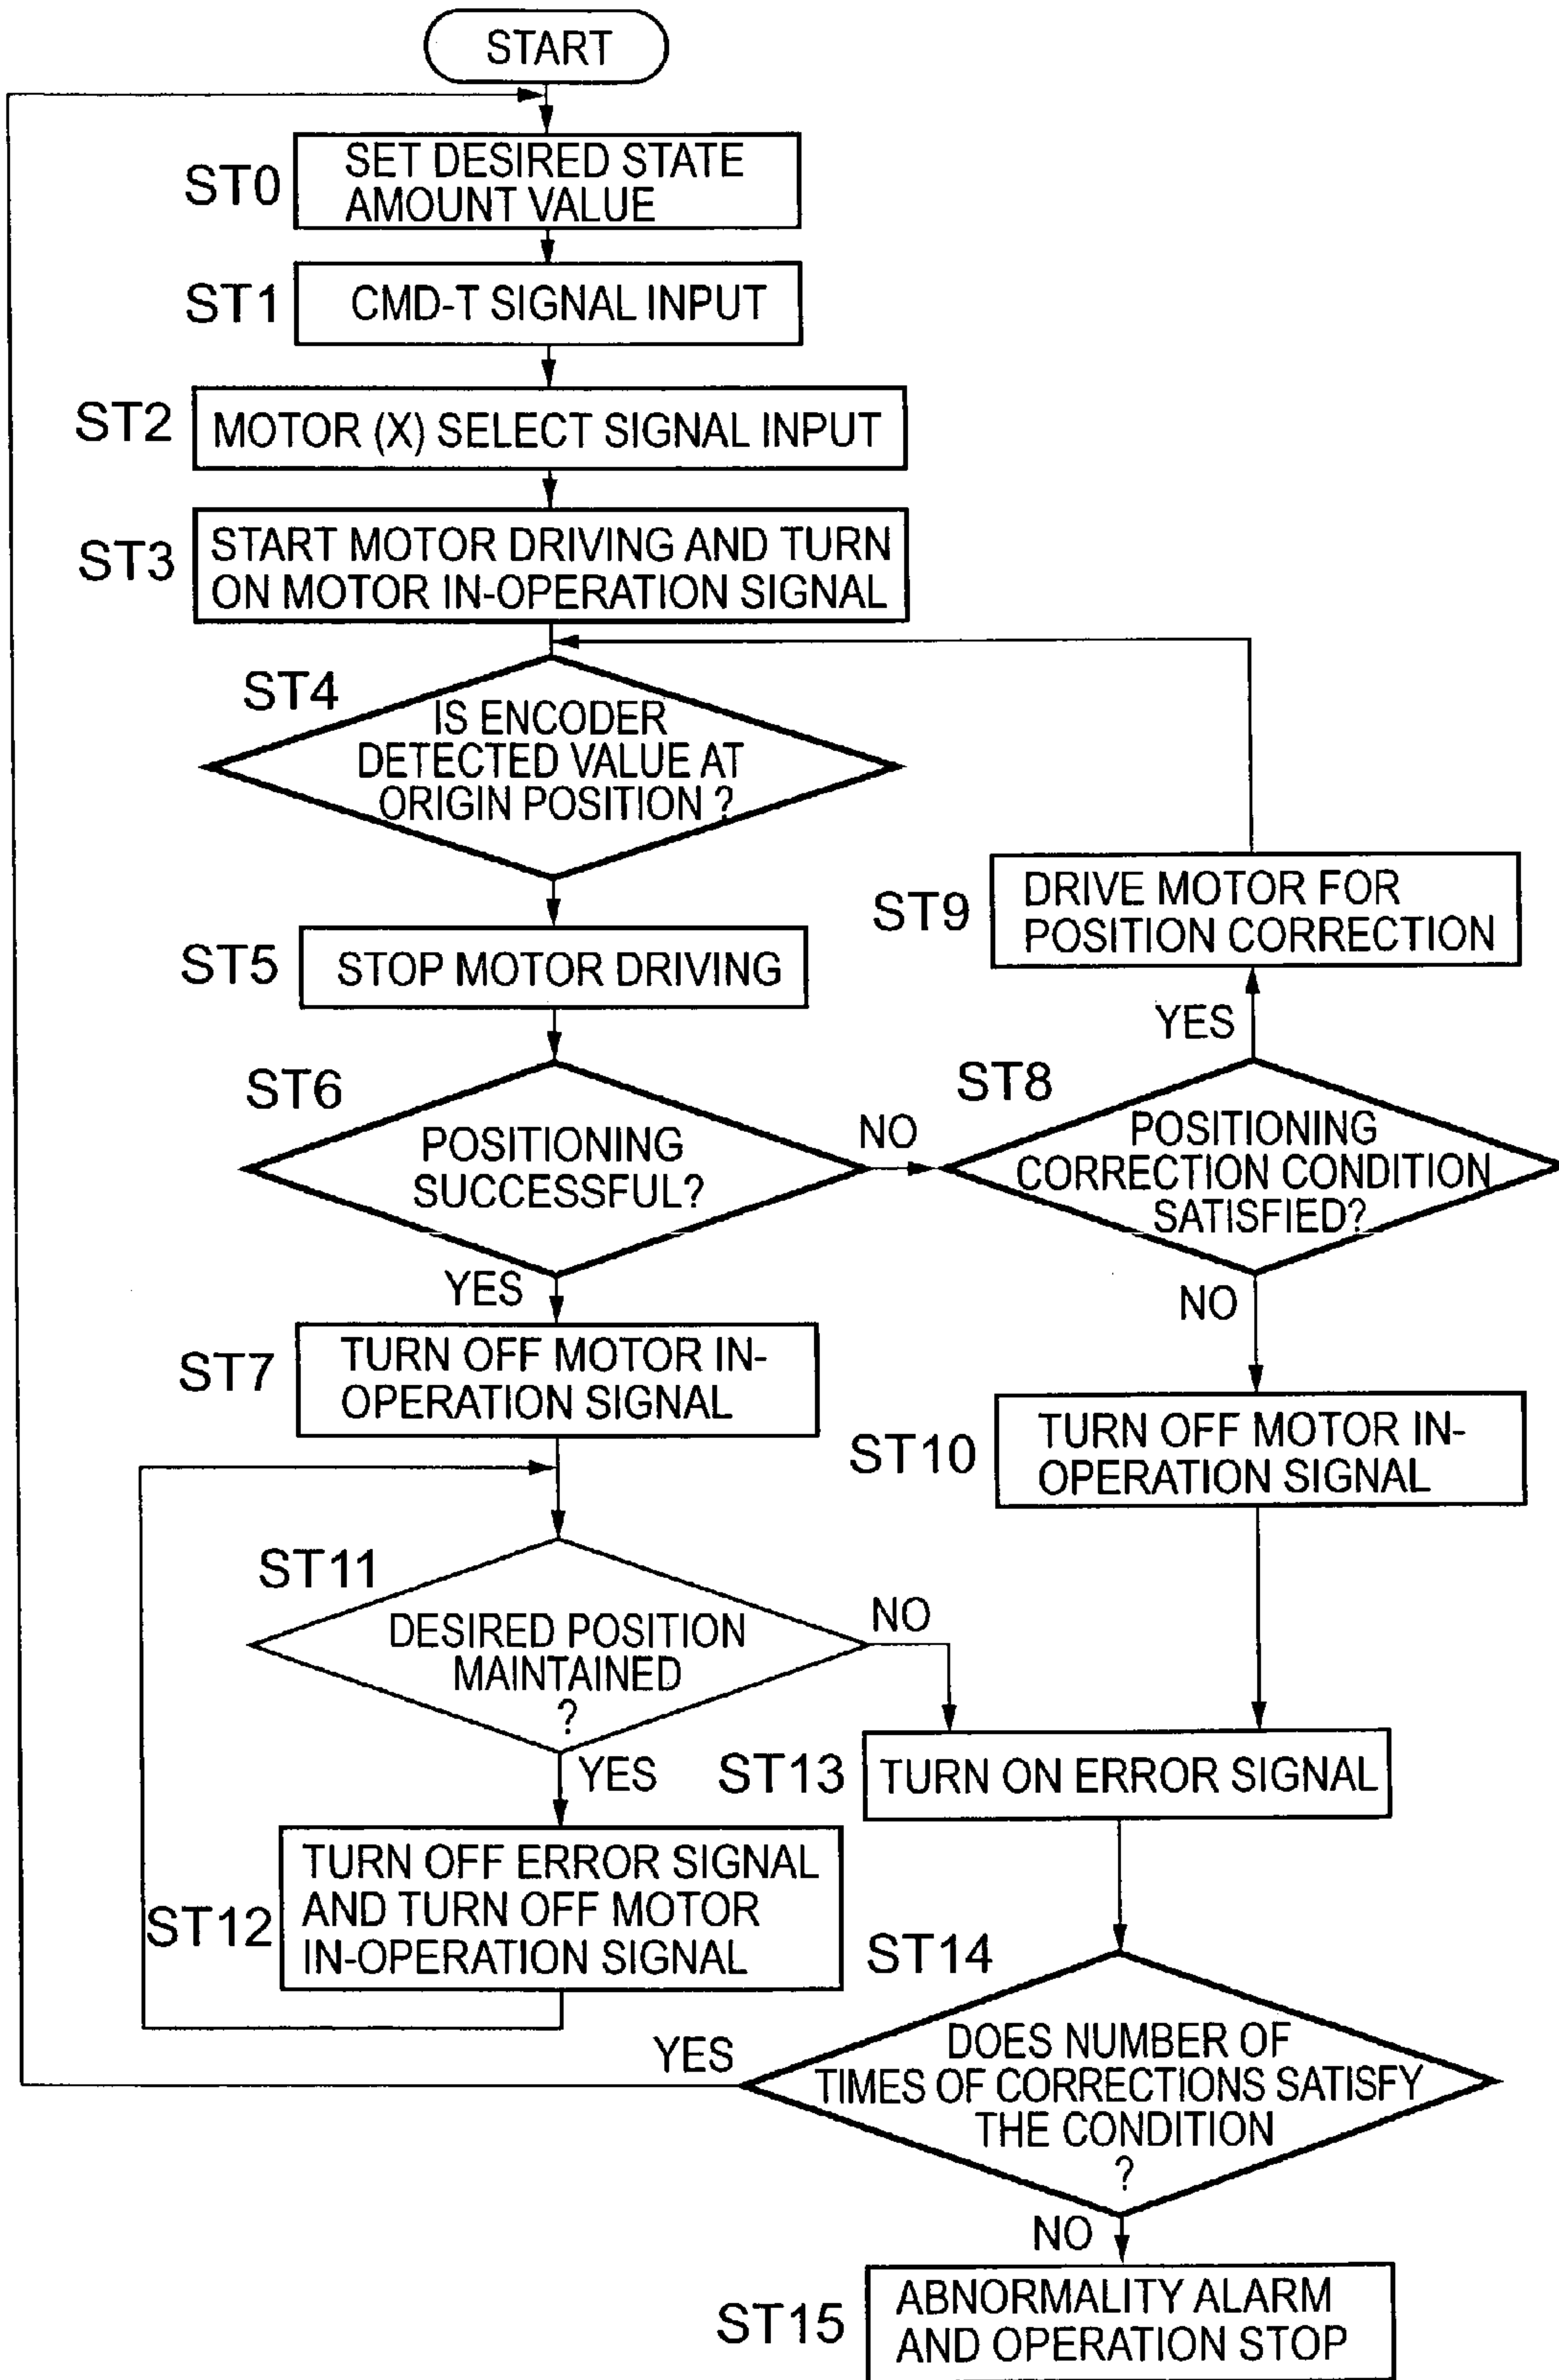 START
ST0
SET DESIRED STATE
AMOUNT VALUE
ST1
CMD-T SIGNAL INPUT
ST2
MOTOR (X) SELECT SIGNAL INPUT
ST3
START MOTOR DRIVING AND TURN
ON MOTOR IN-OPERATION SIGNAL
ST4
IS ENCODER
DETECTED VALUE AT
ORIGIN POSITION ?
ST9
DRIVE MOTOR FOR
POSITION CORRECTION
ST5
STOP MOTOR DRIVING
YES
ST6
POSITIONING
SUCCESSFUL?
NO
ST8
POSITIONING
CORRECTION CONDITION
SATISFIED?
YES
NO
ST7
TURN OFF MOTOR IN-
OPERATION SIGNAL
ST10
TURN OFF MOTOR IN-
OPERATION SIGNAL
ST11
DESIRED POSITION
MAINTAINED
?
NO
YES
ST13
TURN ON ERROR SIGNAL
ST12
TURN OFF ERROR SIGNAL
AND TURN OFF MOTOR
IN-OPERATION SIGNAL
ST14
DOES NUMBER OF
TIMES OF CORRECTIONS SATISFY
THE CONDITION
?
YES
NO
ST15
ABNORMALITY ALARM
AND OPERATION STOP